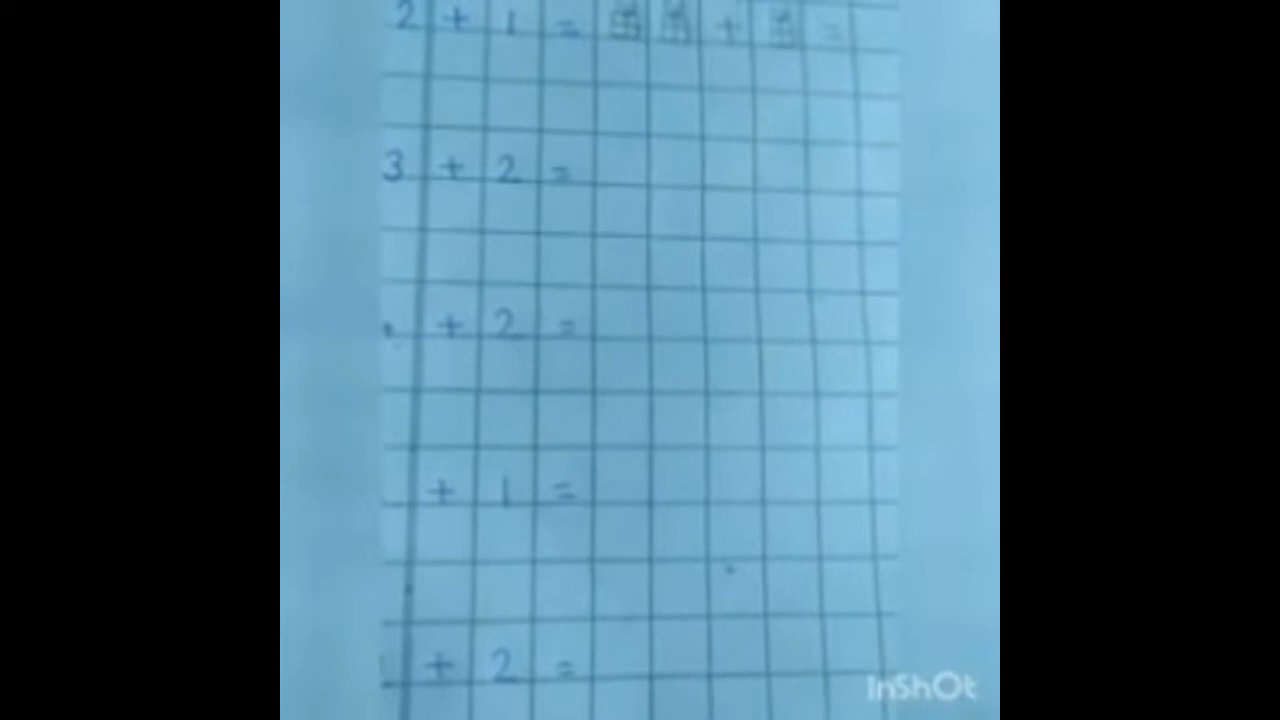 2 + 1 = + =
3 + 2 =
+ 2 =
+ 1 =
+ 2 =
InShOt